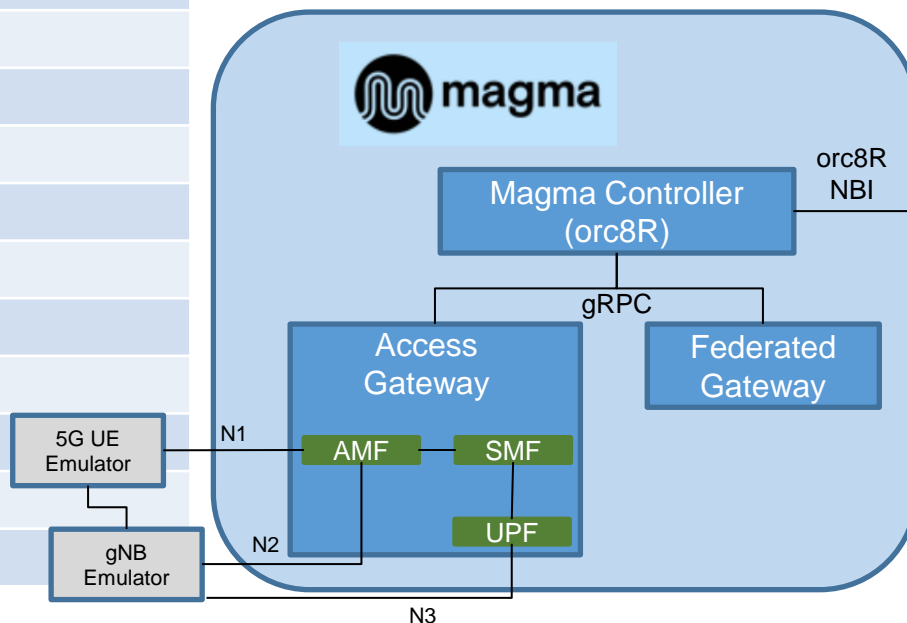 magma
orc8R
NBI
Magma Controller
(orc8R)
gRPC
Access
Gateway
Federated
Gateway
5G UE
Emulator
N1
AMF
SMF
UPF
gNB
Emulator
N2
N3